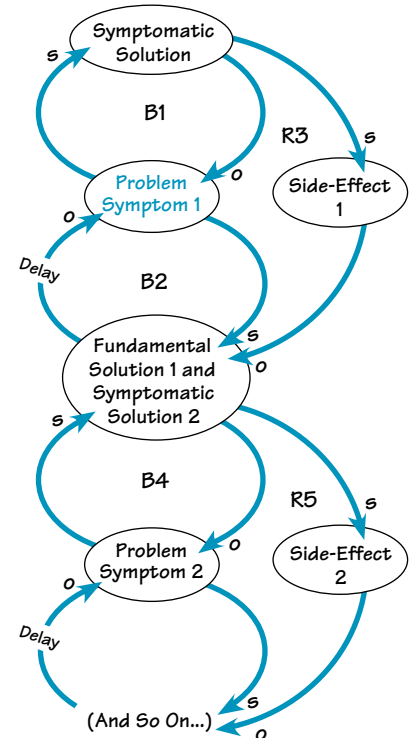 Symptomatic
Solution
s
B1
R3
s
o
Problem
Symptom 1
Side-Effect
1
o
Delay
B2
s
o
Fundamental
Solution 1 and
Symptomatic
Solution 2
s
B4
R5
s
o
Problem
Symptom 2
Side-Effect
2
o
Delay
s
(And So On...)
o